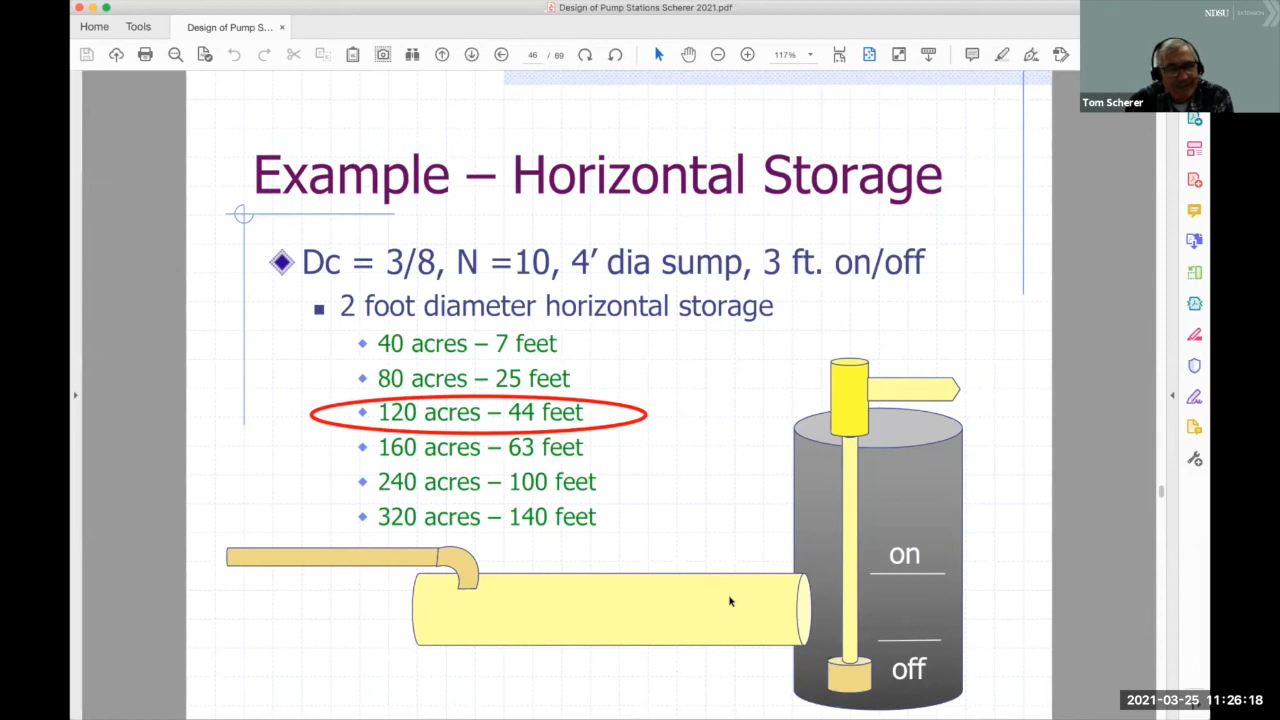 Design of Pump Stations Scherer 2021.pdf
Home Tools Design of Pump S... ×
46 / 69 117%
NDSU EXTENSION
Tom Scherer
Example – Horizontal Storage
Dc = 3/8, N =10, 4’ dia sump, 3 ft. on/off
2 foot diameter horizontal storage
40 acres – 7 feet
80 acres – 25 feet
120 acres – 44 feet
160 acres – 63 feet
240 acres – 100 feet
320 acres – 140 feet
on
off
2021-03-25 11:26:18